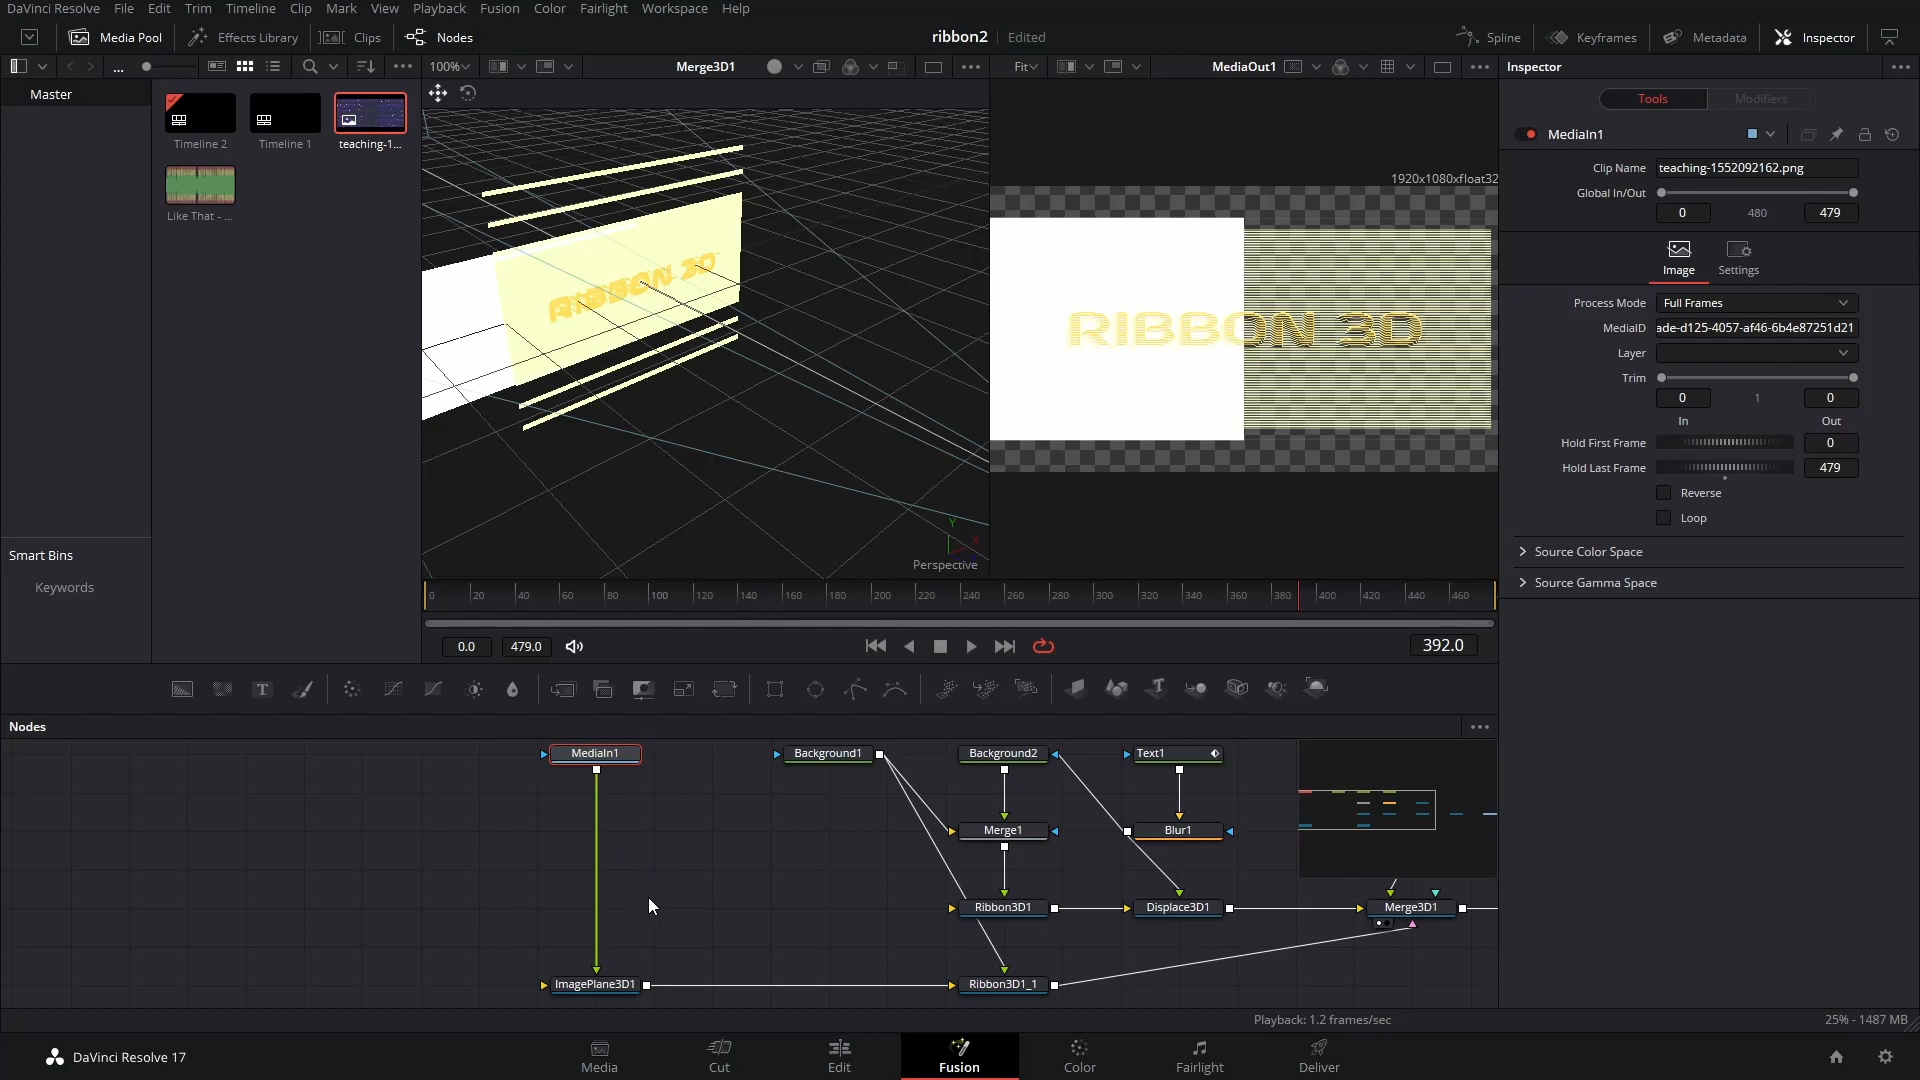 DaVinci Resolve File Edit Trim Timeline Clip Mark View Playback Fusion Color Fairlight Workspace Help
Media Pool Effects Library Clips Nodes ribbon2 Edited Spline Keyframes Metadata Inspector
... 100% Merge3D1 Fit MediaOut1 Inspector
Master
Timeline 2 Timeline 1 teaching-1...
Like That - ...
Smart Bins
Keywords
RIBBON 3D
Perspective
Y
X
1920x1080xfloat32
RIBBON 3D
Tools Modifiers
MediaIn1
Clip Name teaching-1552092162.png
Global In/Out
0 480 479
Image Settings
Process Mode Full Frames
MediaID ade-d125-4057-af46-6b4e87251d21
Layer
Trim
0 1 0
In Out
Hold First Frame 0
Hold Last Frame 479
Reverse
Loop
Source Color Space
Source Gamma Space
0 20 40 60 80 100 120 140 160 180 200 220 240 260 280 300 320 340 360 380 400 420 440 460
0.0 479.0 392.0
T T
Nodes
MediaIn1 Background1 Background2 Text1
Merge1 Blur1
Ribbon3D1 Displace3D1 Merge3D1
ImagePlane3D1 Ribbon3D1_1
Playback: 1.2 frames/sec 25% - 1487 MB
DaVinci Resolve 17 Media Cut Edit Fusion Color Fairlight Deliver